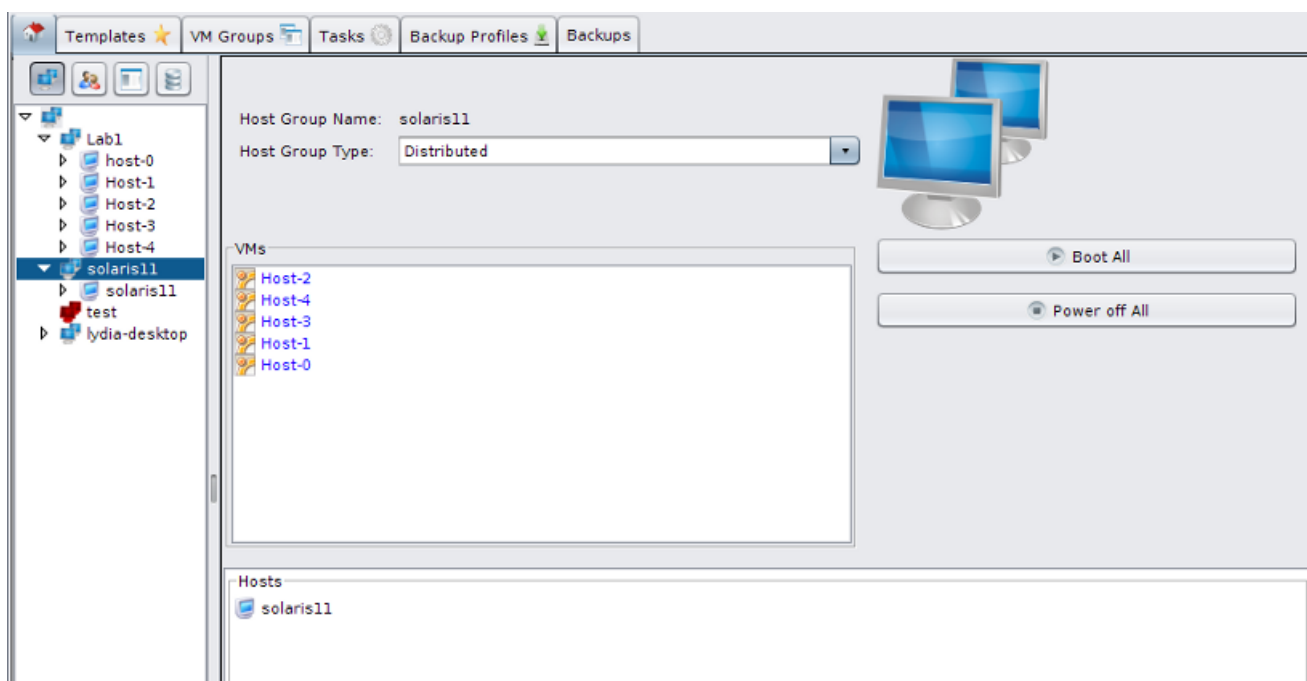 Templates VM Groups Tasks Backup Profiles Backups
Lab1
host-0
Host-1
Host-2
Host-3
Host-4
solaris11
solaris11
test
lydia-desktop
Host Group Name: solaris11
Host Group Type: Distributed
VMs
Host-2
Host-4
Host-3
Host-1
Host-0
Boot All
Power off All
Hosts
solaris11